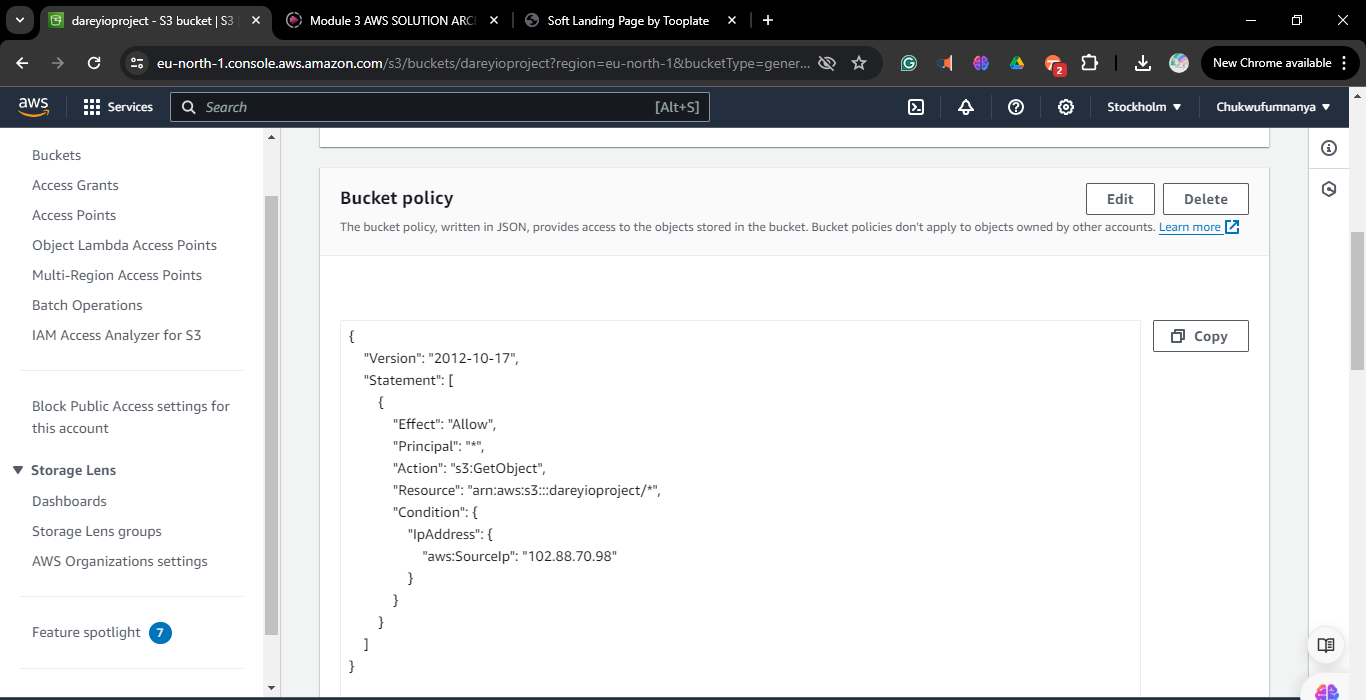 dareyioproject - S3 bucket | S3
Module 3 AWS SOLUTION ARC
Soft Landing Page by Tooplate
eu-north-1.console.aws.amazon.com/s3/buckets/dareyioproject?region=eu-north-1&bucketType=gener...
2
New Chrome available
aws
Services
Search
[Alt+S]
Stockholm
Chukwufumnanya
Buckets
Access Grants
Access Points
Object Lambda Access Points
Multi-Region Access Points
Batch Operations
IAM Access Analyzer for S3
Block Public Access settings for
this account
Storage Lens
Dashboards
Storage Lens groups
AWS Organizations settings
Feature spotlight 7
Bucket policy
Edit
Delete
The bucket policy, written in JSON, provides access to the objects stored in the bucket. Bucket policies don't apply to objects owned by other accounts. Learn more
Copy
{
"Version": "2012-10-17",
"Statement": [
{
"Effect": "Allow",
"Principal": "*",
"Action": "s3:GetObject",
"Resource": "arn:aws:s3:::dareyioproject/*",
"Condition": {
"IpAddress": {
"aws:SourceIp": "102.88.70.98"
}
}
}
]
}